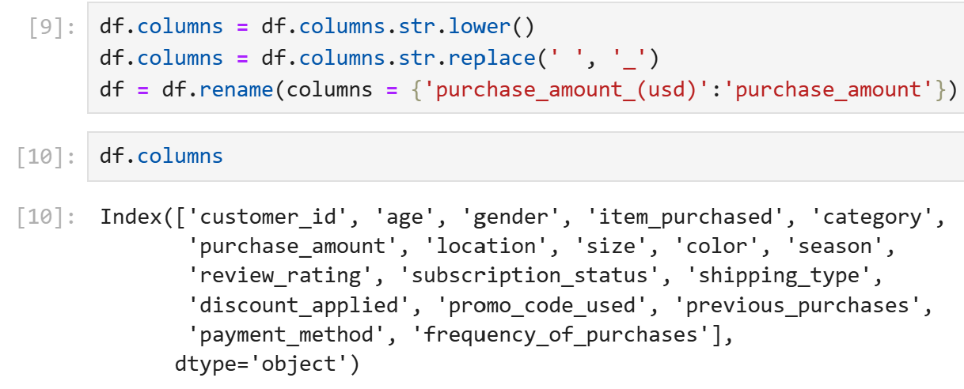 [9]: df.columns = df.columns.str.lower()
df.columns = df.columns.str.replace(' ', '_')
df = df.rename(columns = {'purchase_amount_(usd)':'purchase_amount'})
[10]: df.columns
[10]: Index(['customer_id', 'age', 'gender', 'item_purchased', 'category',
'purchase_amount', 'location', 'size', 'color', 'season',
'review_rating', 'subscription_status', 'shipping_type',
'discount_applied', 'promo_code_used', 'previous_purchases',
'payment_method', 'frequency_of_purchases'],
dtype='object')